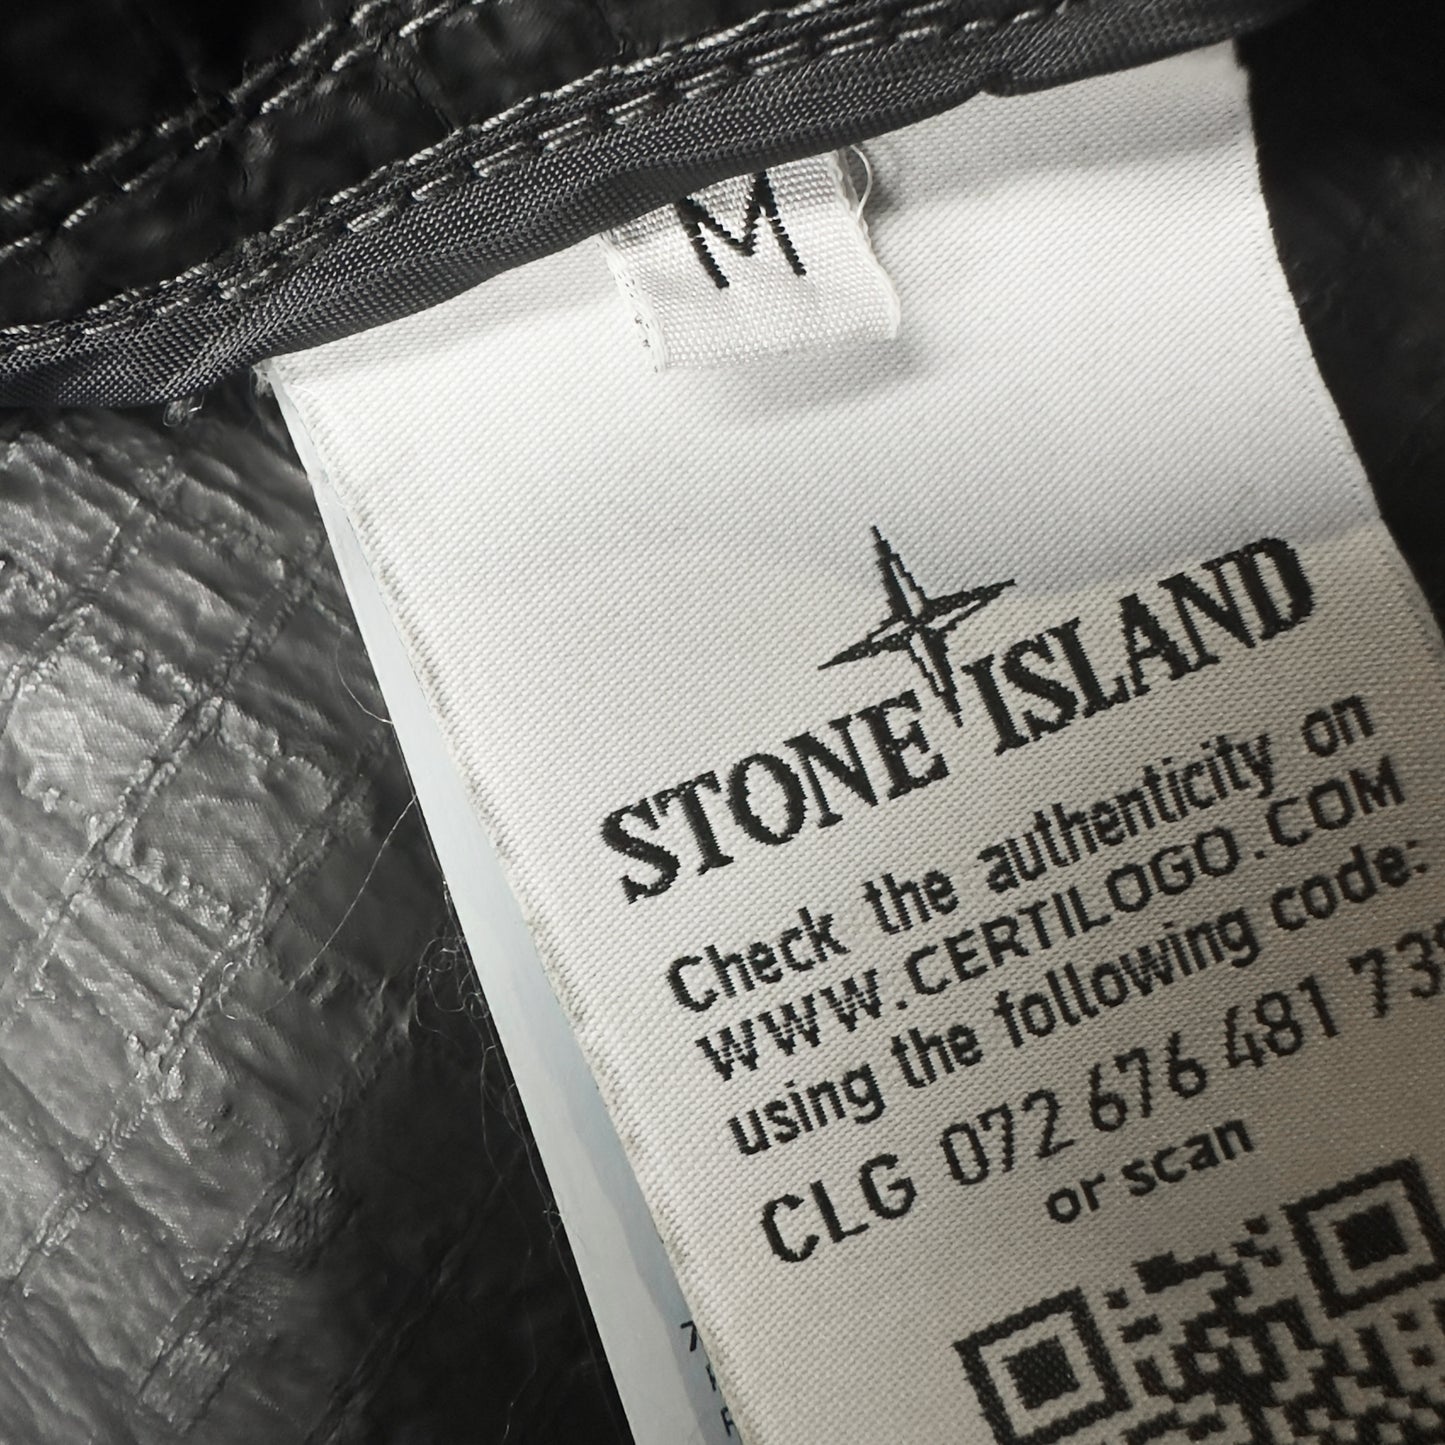 M
STONE ISLAND
Check the authenticity on
WWW.CERTILOGO.COM
using the following code:
CLG 072 676 481 73
or scan